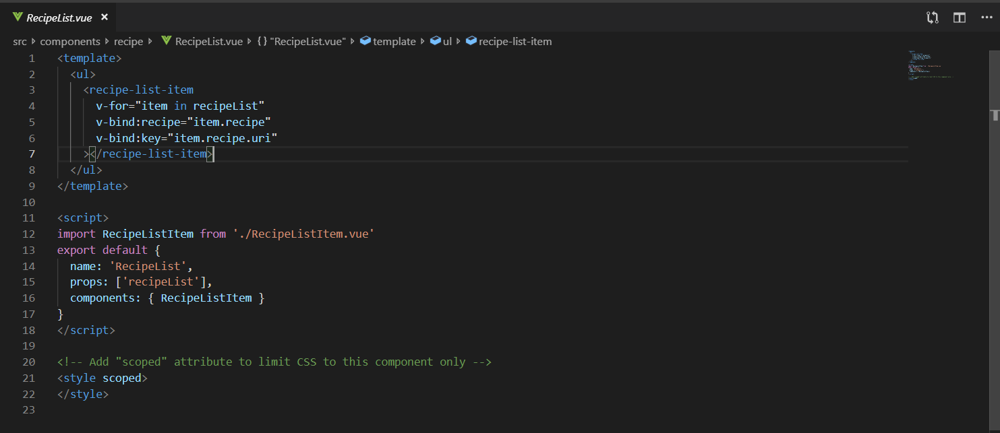 RecipeList.vue ×
src components recipe RecipeList.vue {} "RecipeList.vue" template ul recipe-list-item
1 <template>
2 <ul>
3 <recipe-list-item
4 v-for="item in recipeList"
5 v-bind:recipe="item.recipe"
6 v-bind:key="item.recipe.uri"
7 ></recipe-list-item>
8 </ul>
9 </template>
10
11 <script>
12 import RecipeListItem from './RecipeListItem.vue'
13 export default {
14 name: 'RecipeList',
15 props: ['recipeList'],
16 components: { RecipeListItem }
17 }
18 </script>
19
20 <!-- Add "scoped" attribute to limit CSS to this component only -->
21 <style scoped>
22 </style>
23